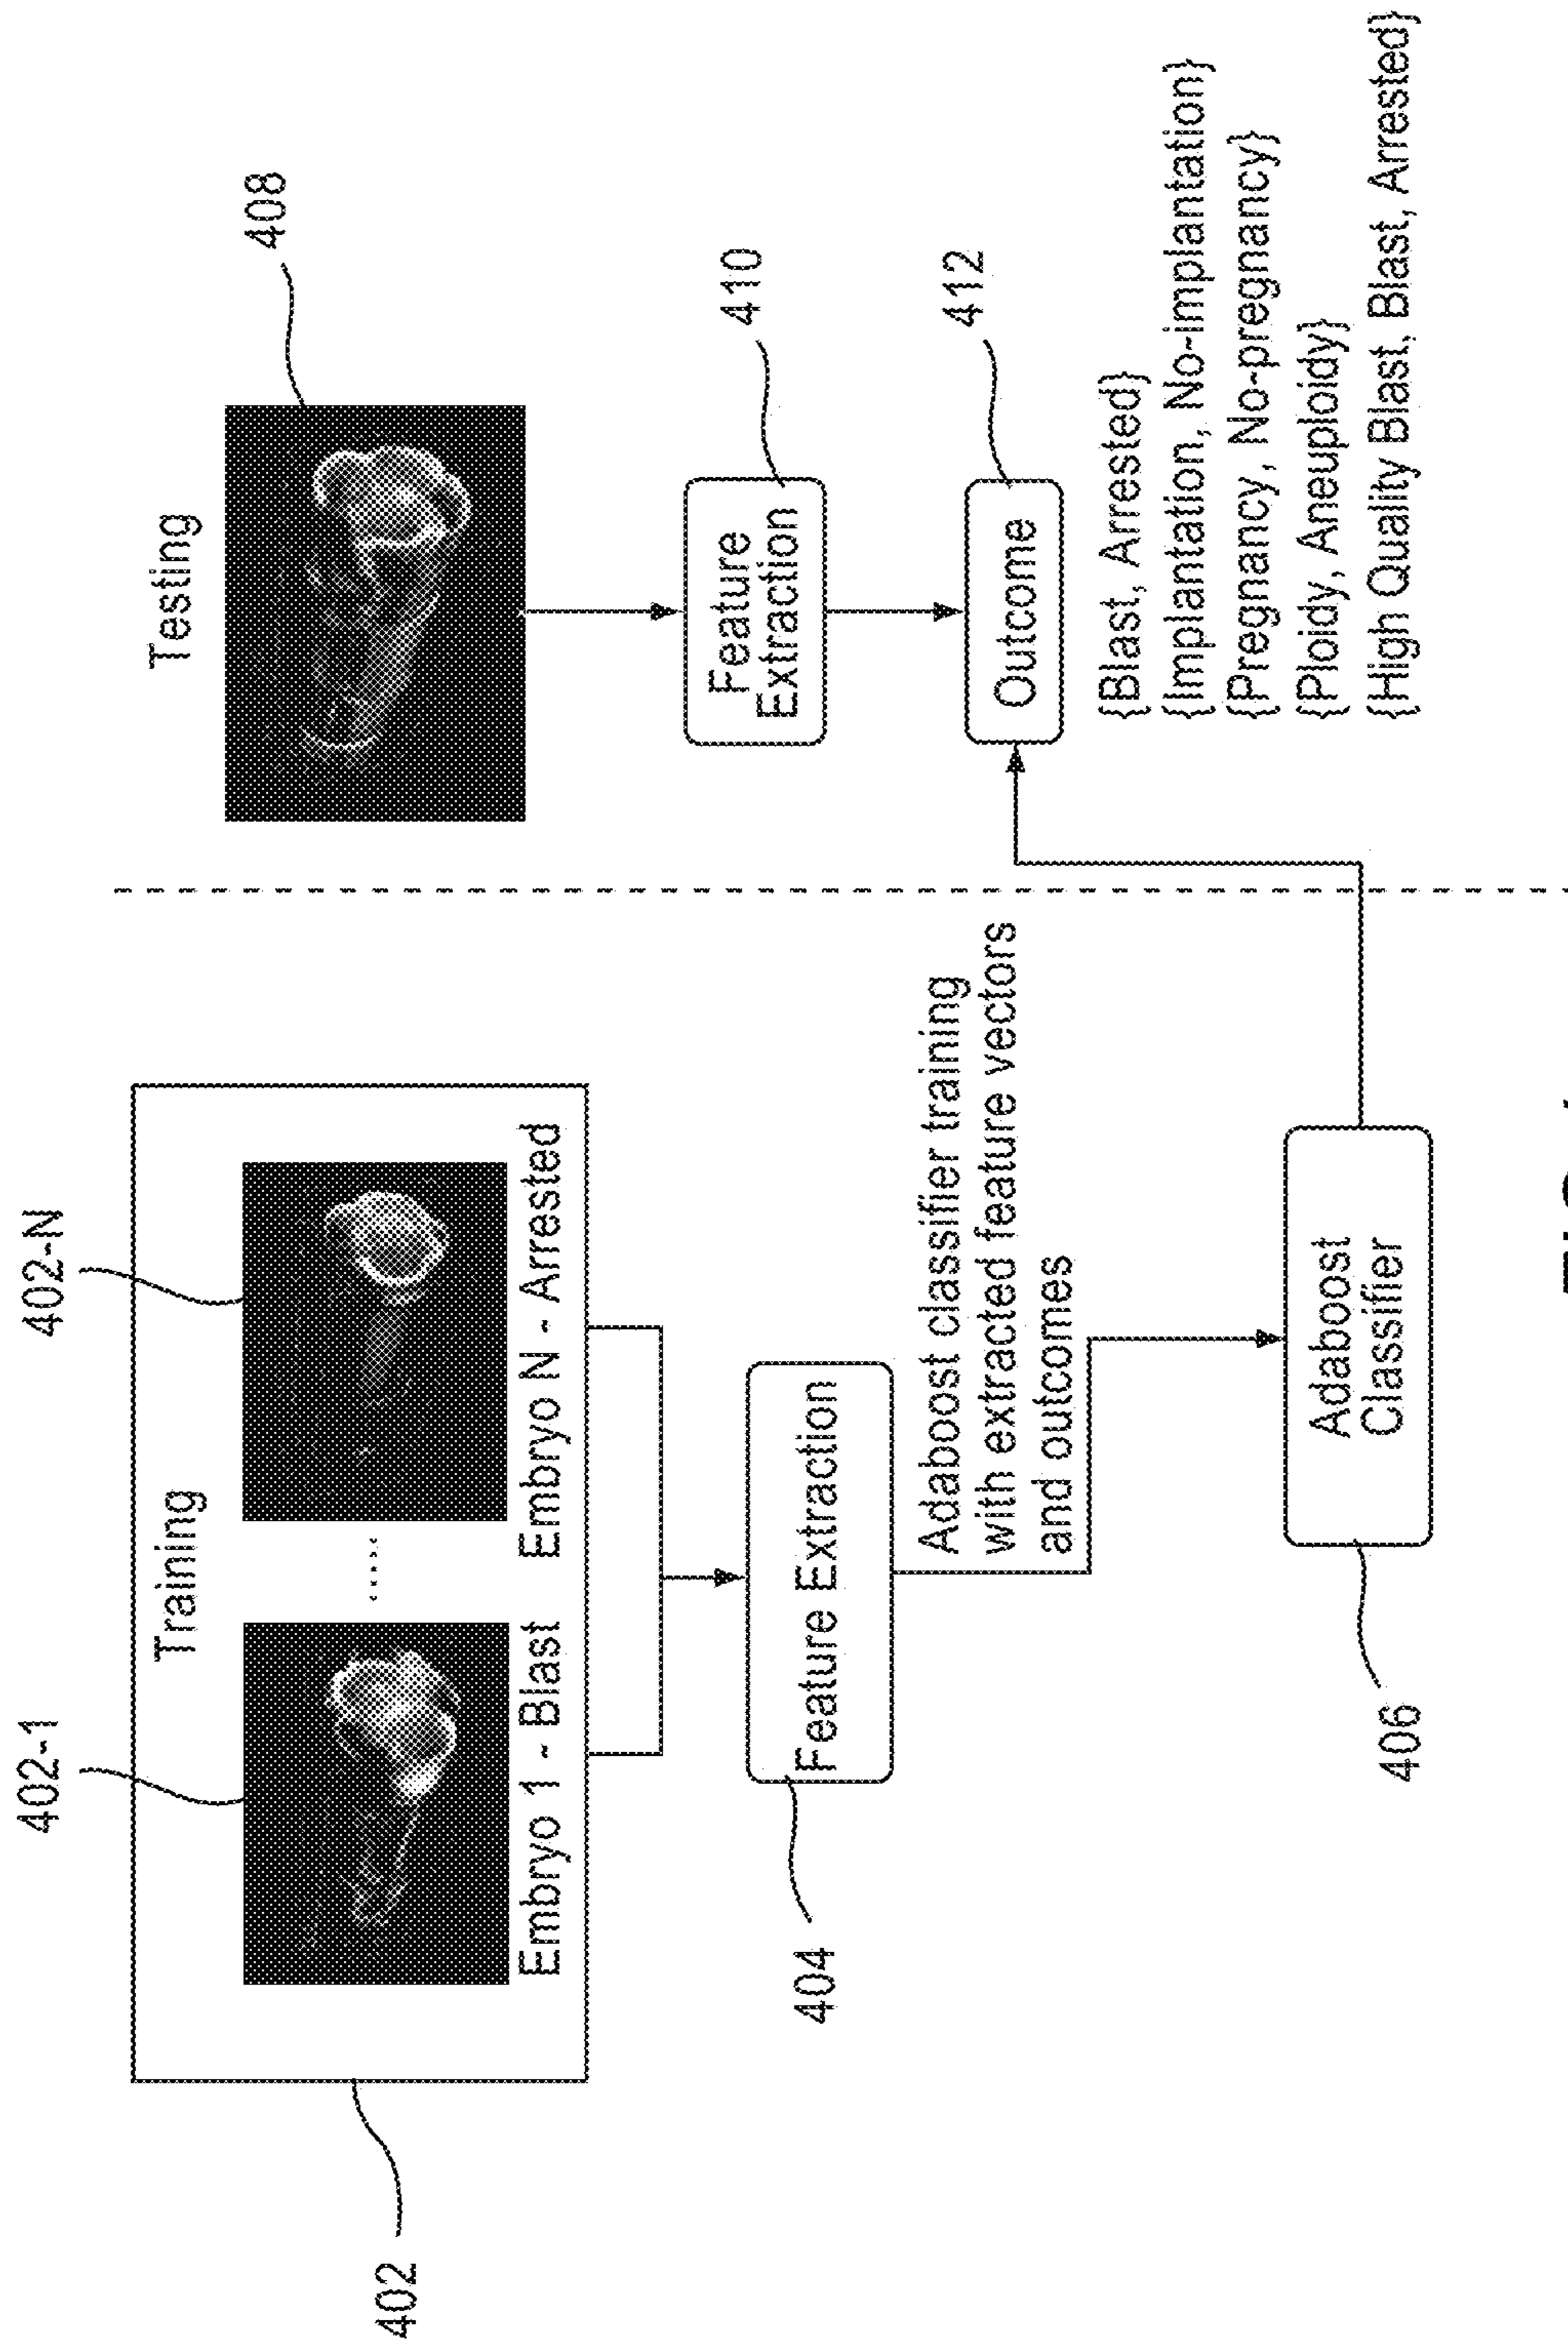 402-1
402-N
402
Training
Embryo 1 - Blast
Embryo N - Arrested
404
Feature Extraction
Adaboost classifier training
with extracted feature vectors
and outcomes
406
Adaboost
Classifier
Testing
408
Feature
Extraction
410
Outcome
412
{Blast, Arrested}
{Implantation, No-implantation}
{Pregnancy, No-pregnancy}
{Ploidy, Aneuploidy}
{High Quality Blast, Blast, Arrested}